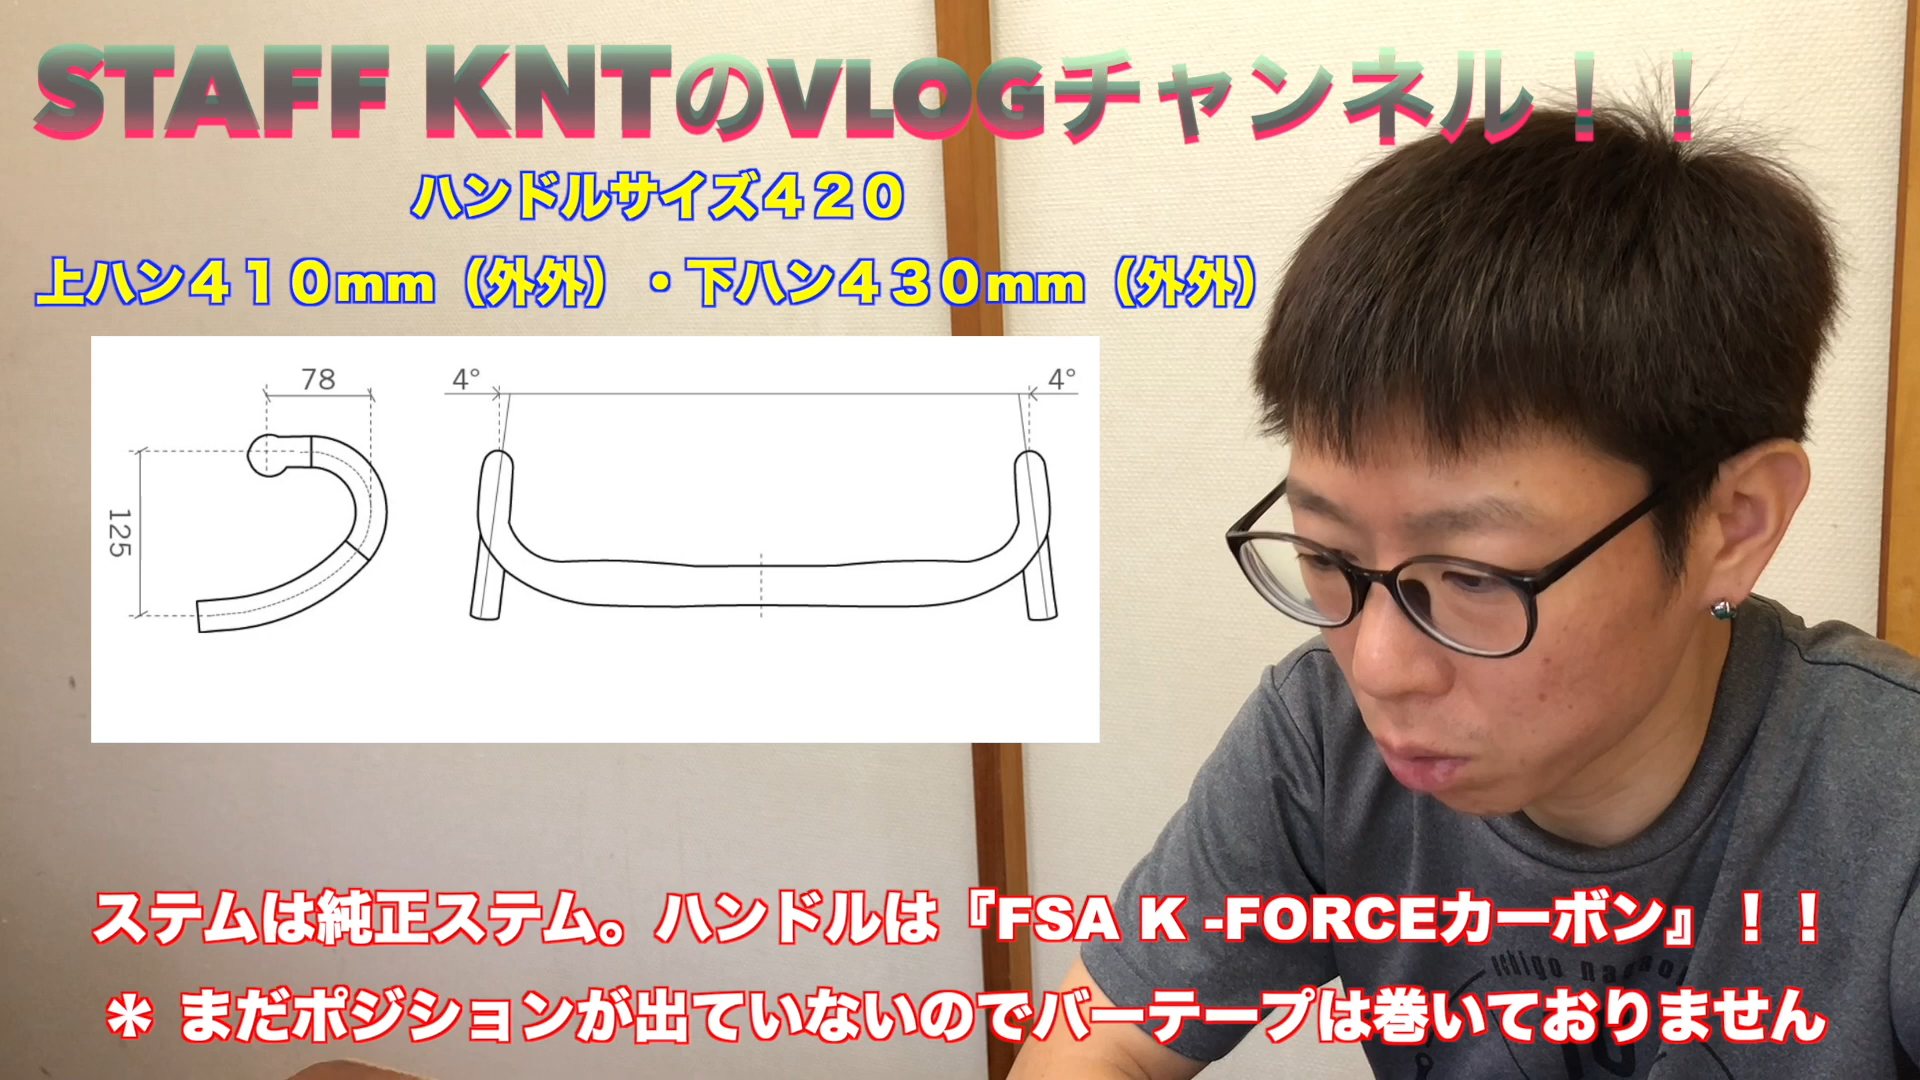 STAFF KNTのVLOGチャンネル！！
ハンドルサイズ４２０
上ハン４１０mm（外外）・下ハン４３０mm（外外）
78
4°
4°
125
ステムは純正ステム。ハンドルは『FSA K -FORCEカーボン』！！
＊ まだポジションが出ていないのでバーテープは巻いておりません